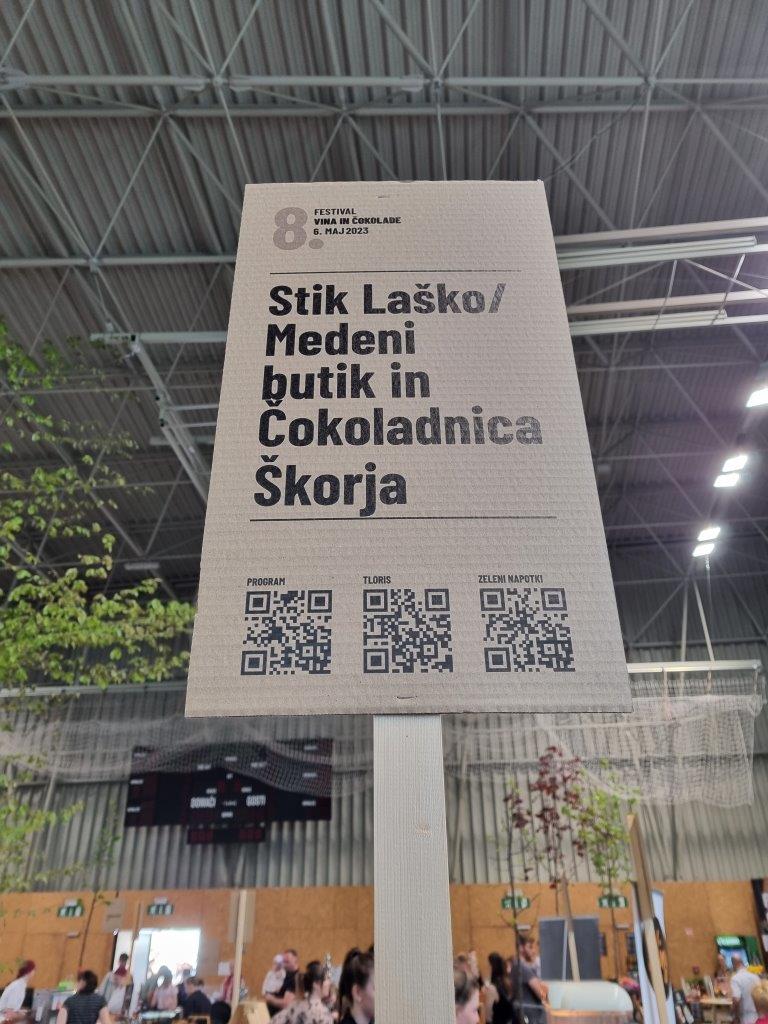 8. FESTIVAL
VINA IN ČOKOLADE
6. MAJ 2023
Stik Laško/
Medeni
butik in
Čokoladnica
Škorja
PROGRAM
TLORIS
ZELENI NAPOTKI
DOMAČI GOSTI